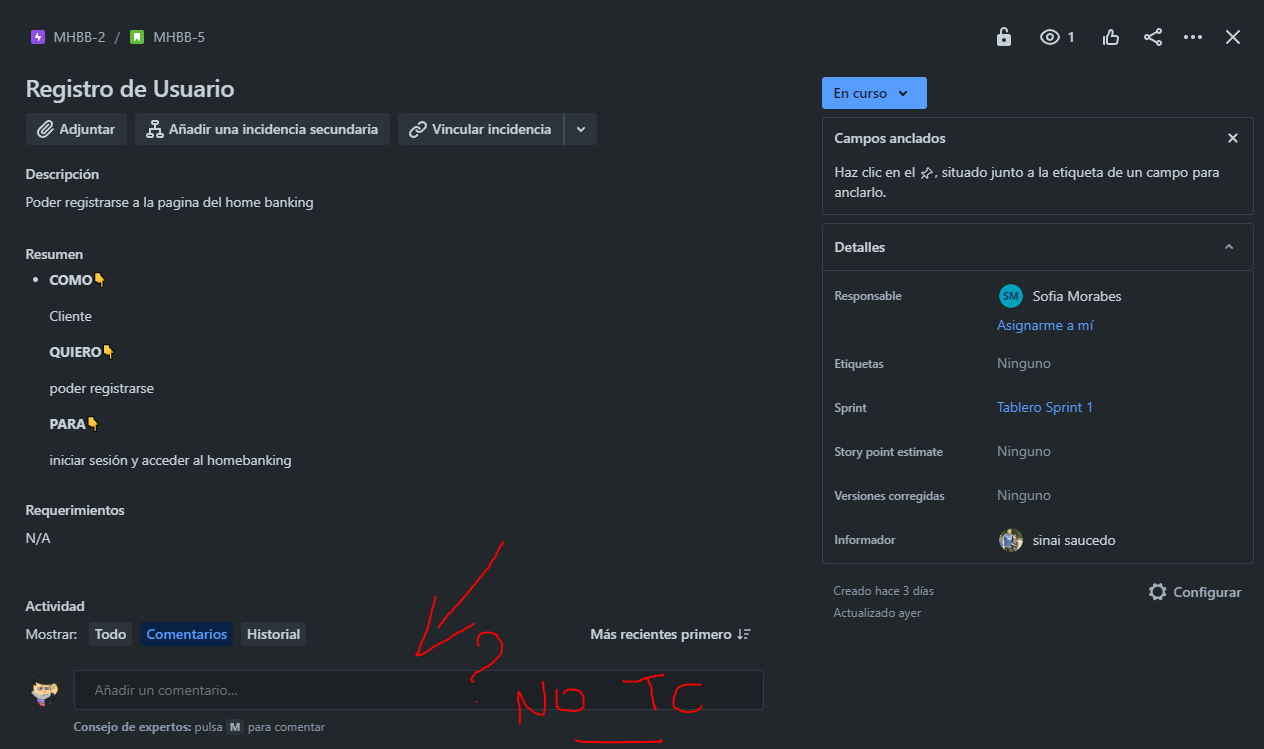 MHBB-2 / MHBB-5
1
Registro de Usuario
En curso
Adjuntar
Añadir una incidencia secundaria
Vincular incidencia
Campos anclados
Haz clic en el , situado junto a la etiqueta de un campo para
anclarlo.
Descripción
Poder registrarse a la pagina del home banking
Resumen
• COMO👇
Cliente
QUIERO👇
poder registrarse
PARA👇
iniciar sesión y acceder al homebanking
Requerimientos
N/A
Detalles
Responsable
SM Sofia Morabes
Asignarme a mí
Etiquetas
Ninguno
Sprint
Tablero Sprint 1
Story point estimate
Ninguno
Versiones corregidas
Ninguno
Informador
sinai saucedo
Creado hace 3 días
Actualizado ayer
Configurar
Actividad
Mostrar: Todo Comentarios Historial
Más recientes primero
Añadir un comentario...
? NO TC
Consejo de expertos: pulsa M para comentar